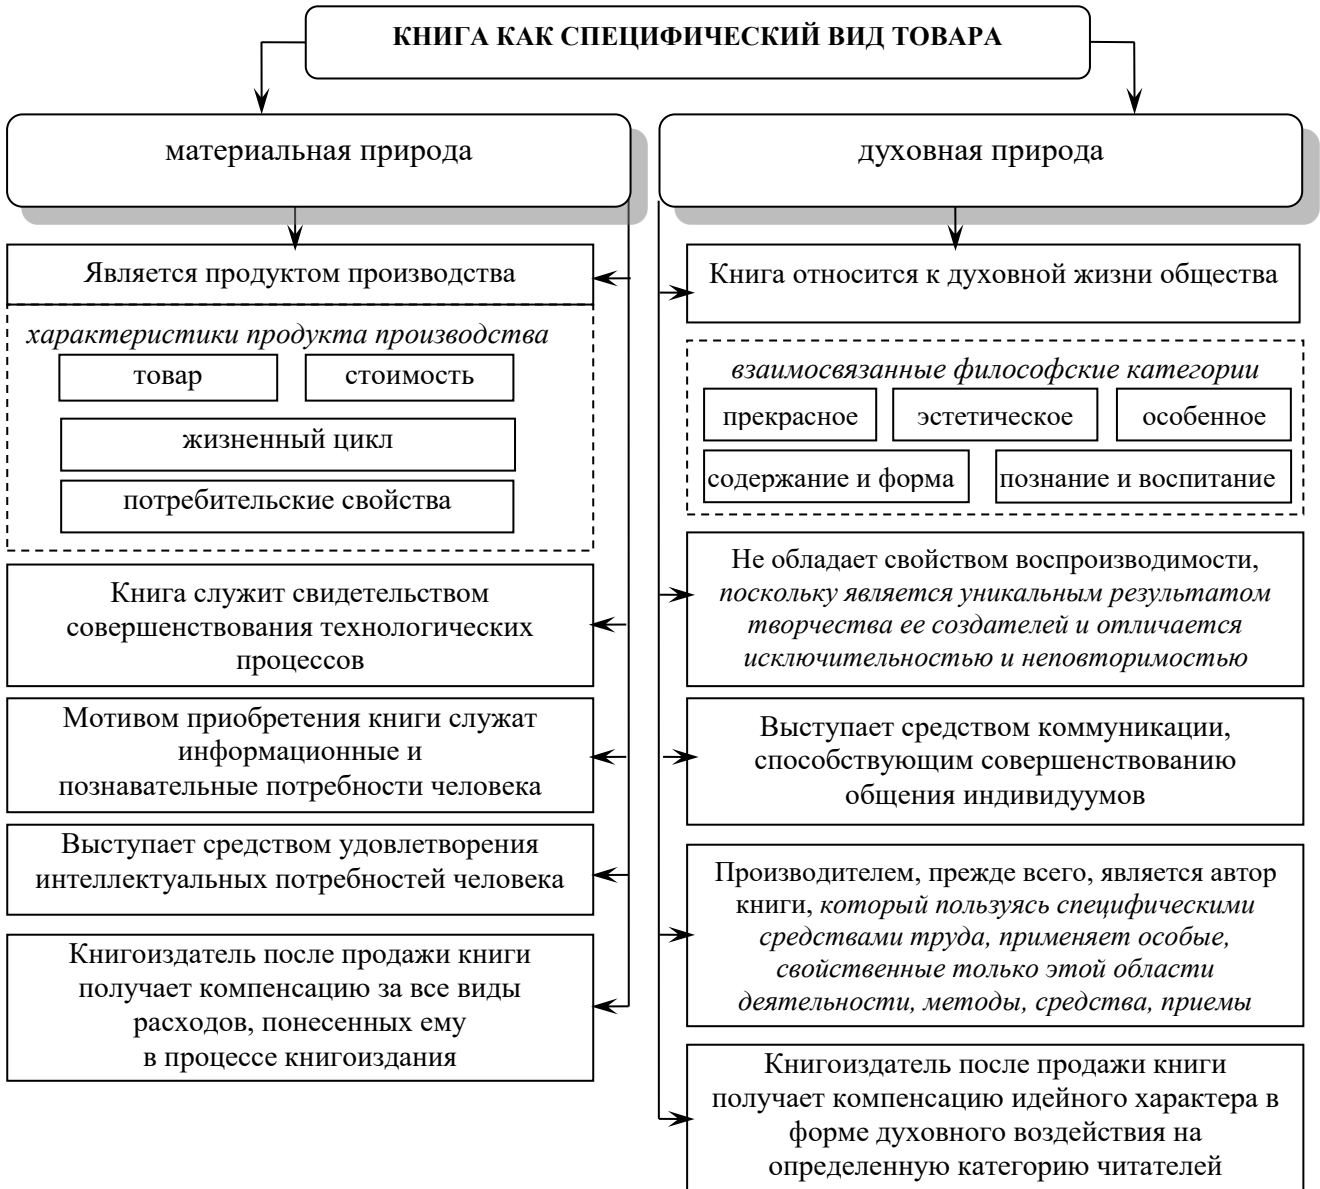 КНИГА КАК СПЕЦИФИЧЕСКИЙ ВИД ТОВАРА
материальная природа
Является продуктом производства
характеристики продукта производства
товар
стоимость
жизненный цикл
потребительские свойства
Книга служит свидетельством
совершенствования технологических
процессов
Мотивом приобретения книги служат
информационные и
познавательные потребности человека
Выступает средством удовлетворения
интеллектуальных потребностей человека
Книгоиздатель после продажи книги
получает компенсацию за все виды
расходов, понесенных ему
в процессе книгоиздания
духовная природа
Книга относится к духовной жизни общества
взаимосвязанные философские категории
прекрасное
эстетическое
особенное
содержание и форма
познание и воспитание
Не обладает свойством воспроизводимости,
поскольку является уникальным результатом
творчества ее создателей и отличается
исключительностью и неповторимостью
Выступает средством коммуникации,
способствующим совершенствованию
общения индивидуумов
Производителем, прежде всего, является автор
книги, который пользуясь специфическими
средствами труда, применяет особые,
свойственные только этой области
деятельности, методы, средства, приемы
Книгоиздатель после продажи книги
получает компенсацию идейного характера в
форме духовного воздействия на
определенную категорию читателей